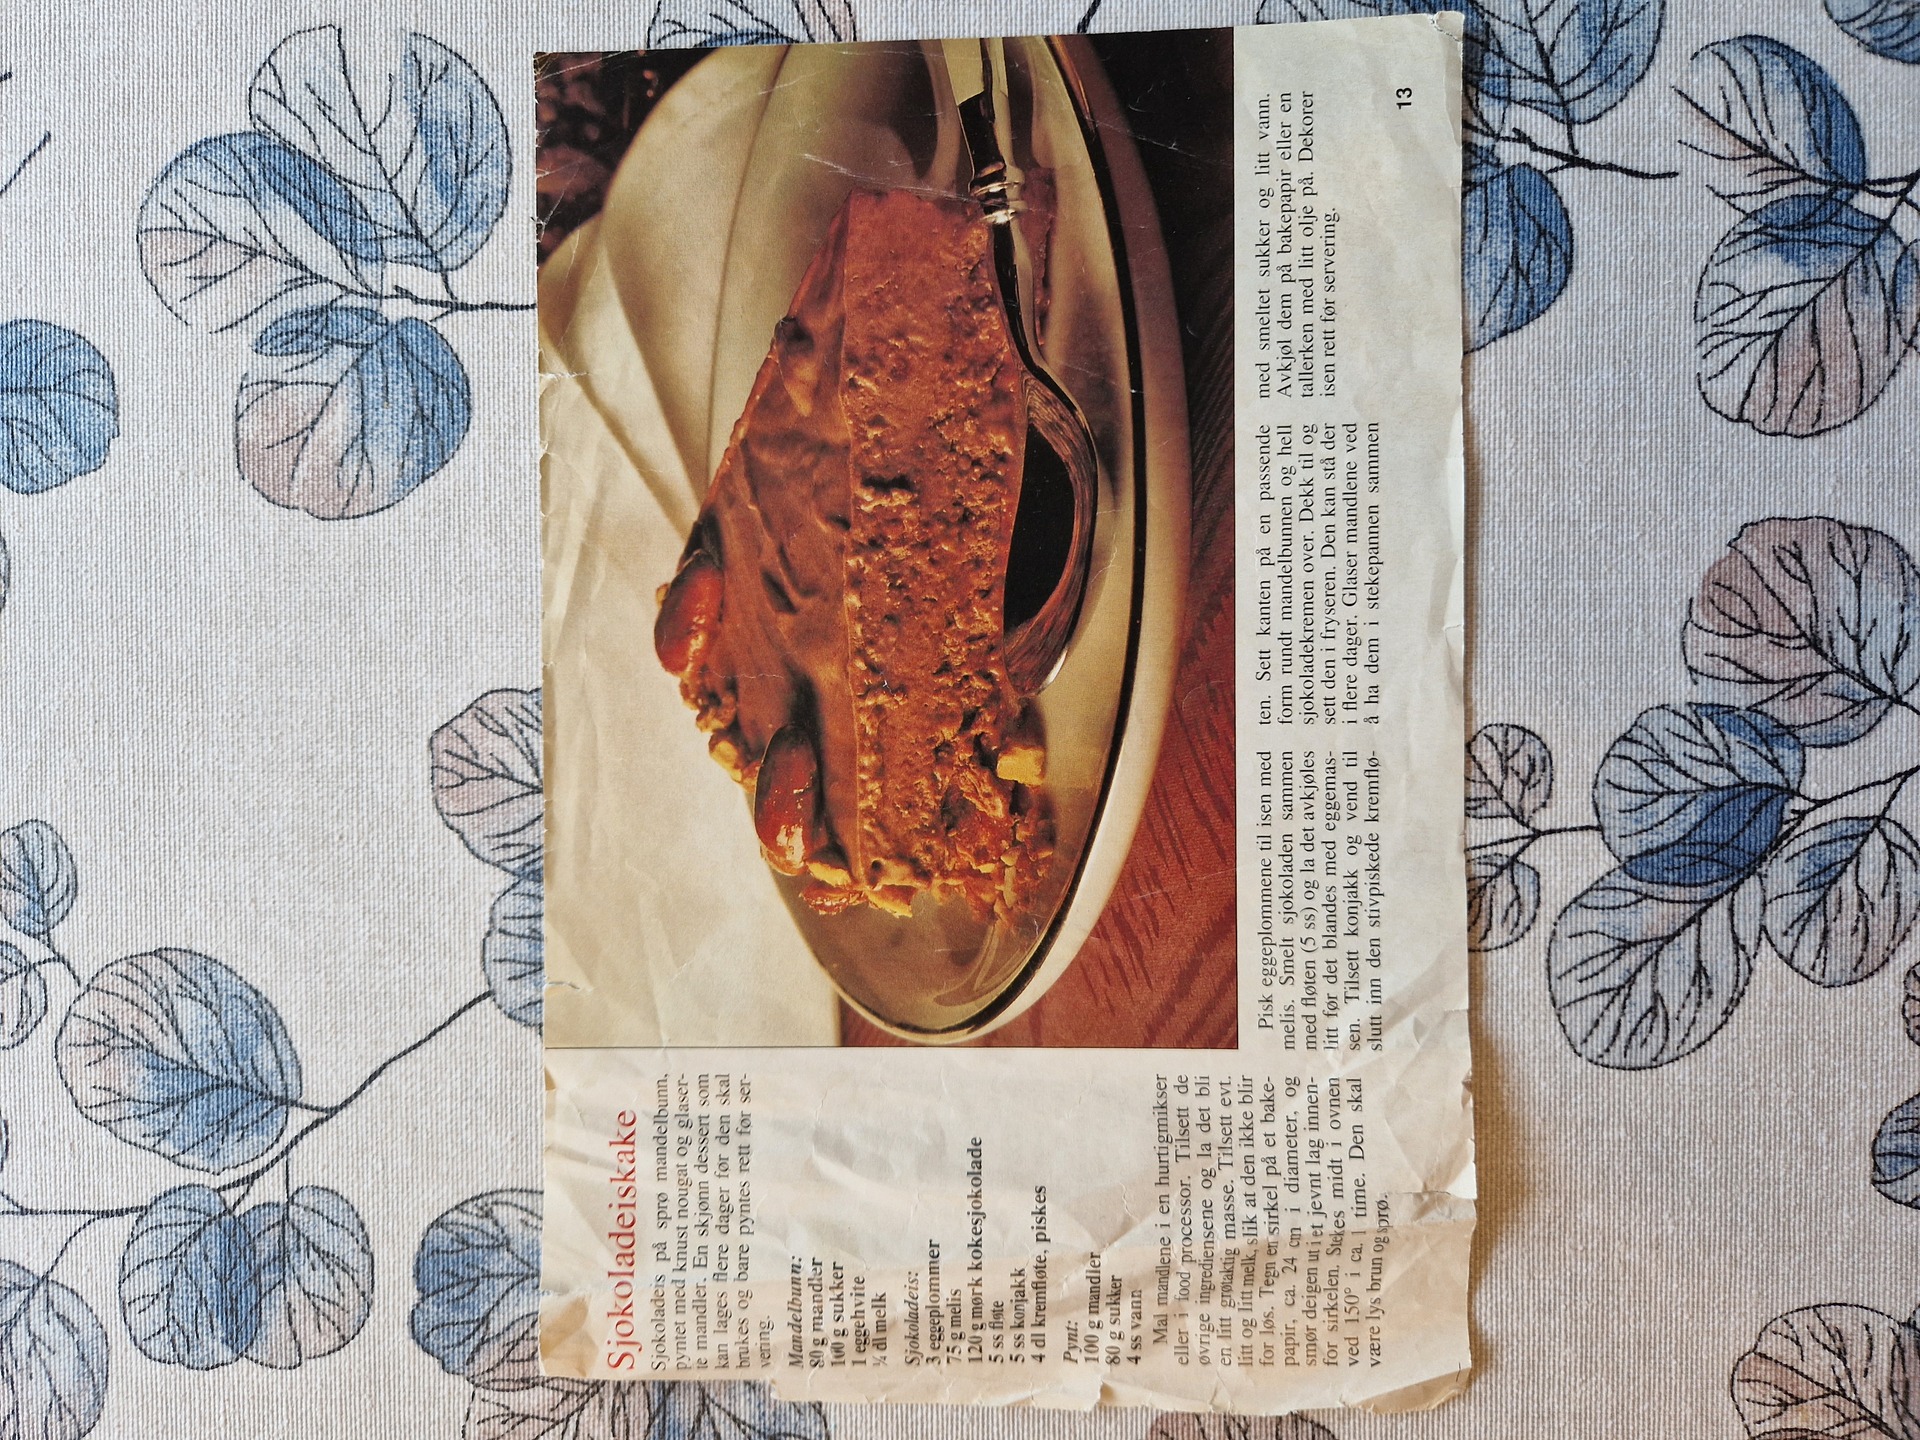 Sjokoladeiskake
Sjokoladeis på sprø mandelbunn,
pyntet med knust nougat og glaser-
te mandler. En skjønn dessert som
kan lages flere dager før den skal
brukes og bare pyntes rett før ser-
vering.
Mandelbunn:
80 g mandler
100 g sukker
1 eggehvite
¼ dl melk
Sjokoladeis:
3 eggeplommer
75 g melis
120 g mørk kokesjokolade
5 ss fløte
5 ss konjakk
4 dl kremfløte, piskes
Pynt:
100 g mandler
80 g sukker
4 ss vann
Mal mandlene i en hurtigmikser
eller i food processor. Tilsett de
øvrige ingrediensene og la det bli
en litt grøtaktig masse. Tilsett evt.
litt og litt melk, slik at den ikke blir
for løs. Tegn en sirkel på et bake-
papir, ca. 24 cm i diameter, og
smør deigen ut i et jevnt lag innen-
for sirkelen. Stekes midt i ovnen
ved 150° i ca. 1 time. Den skal
være lys brun og sprø.
Pisk eggeplommene til isen med
melis. Smelt sjokoladen sammen
med fløten (5 ss) og la det avkjøles
litt før det blandes med eggemas-
sen. Tilsett konjakk og vend til
slutt inn den stivpiskede kremflø-
ten. Sett kanten på en passende
form rundt mandelbunnen og hell
sjokoladekremen over. Dekk til og
sett den i fryseren. Den kan stå der
i flere dager. Glaser mandlene ved
å ha dem i stekepannen sammen
med smeltet sukker og litt vann.
Avkjøl dem på bakepapir eller en
tallerken med litt olje på. Dekorer
isen rett før servering.
13